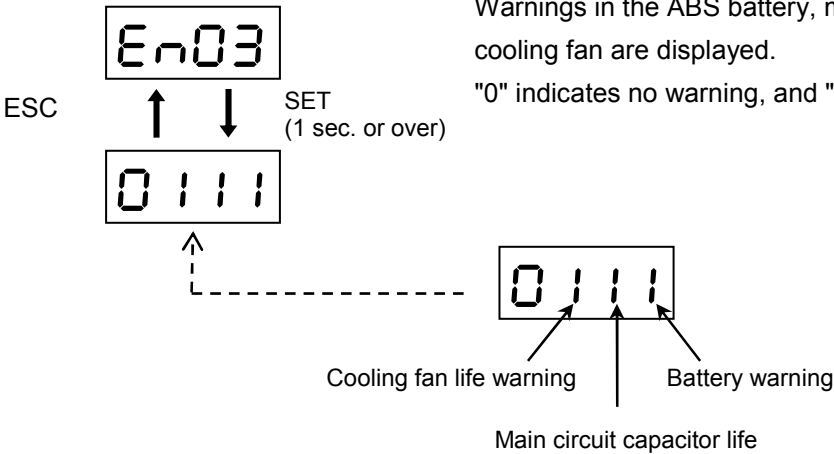 Warnings in the ABS battery,
En03
cooling fan are displayed.
"0" indicates no warning, and "
ESC
SET
(1 sec. or over)
0111
0111
Cooling fan life warning
Battery warning
Main circuit capacitor life